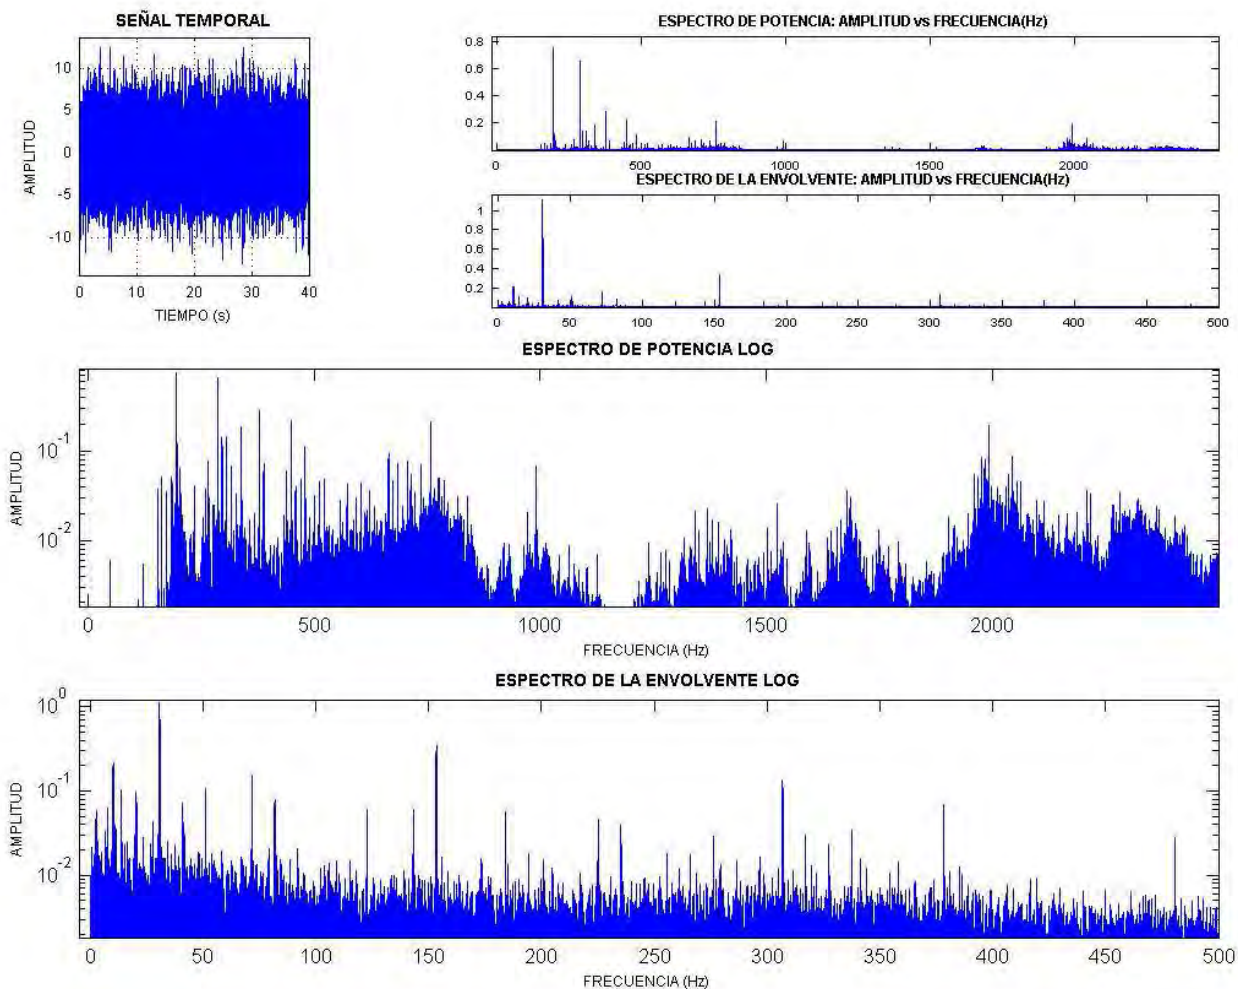 SEÑAL TEMPORAL
AMPLITUD
10
5
0
-5
-10
0 10 20 30 40
TIEMPO (s)
ESPECTRO DE POTENCIA: AMPLITUD vs FRECUENCIA(Hz)
0.8
0.6
0.4
0.2
0 500 1000 1500 2000
ESPECTRO DE LA ENVOLVENTE: AMPLITUD vs FRECUENCIA(Hz)
1
0.8
0.6
0.4
0.2
0 50 100 150 200 250 300 350 400 450 500
ESPECTRO DE POTENCIA LOG
AMPLITUD
10^-1
10^-2
0 500 1000 1500 2000
FRECUENCIA (Hz)
ESPECTRO DE LA ENVOLVENTE LOG
AMPLITUD
10^0
10^-1
10^-2
0 50 100 150 200 250 300 350 400 450 500
FRECUENCIA (Hz)